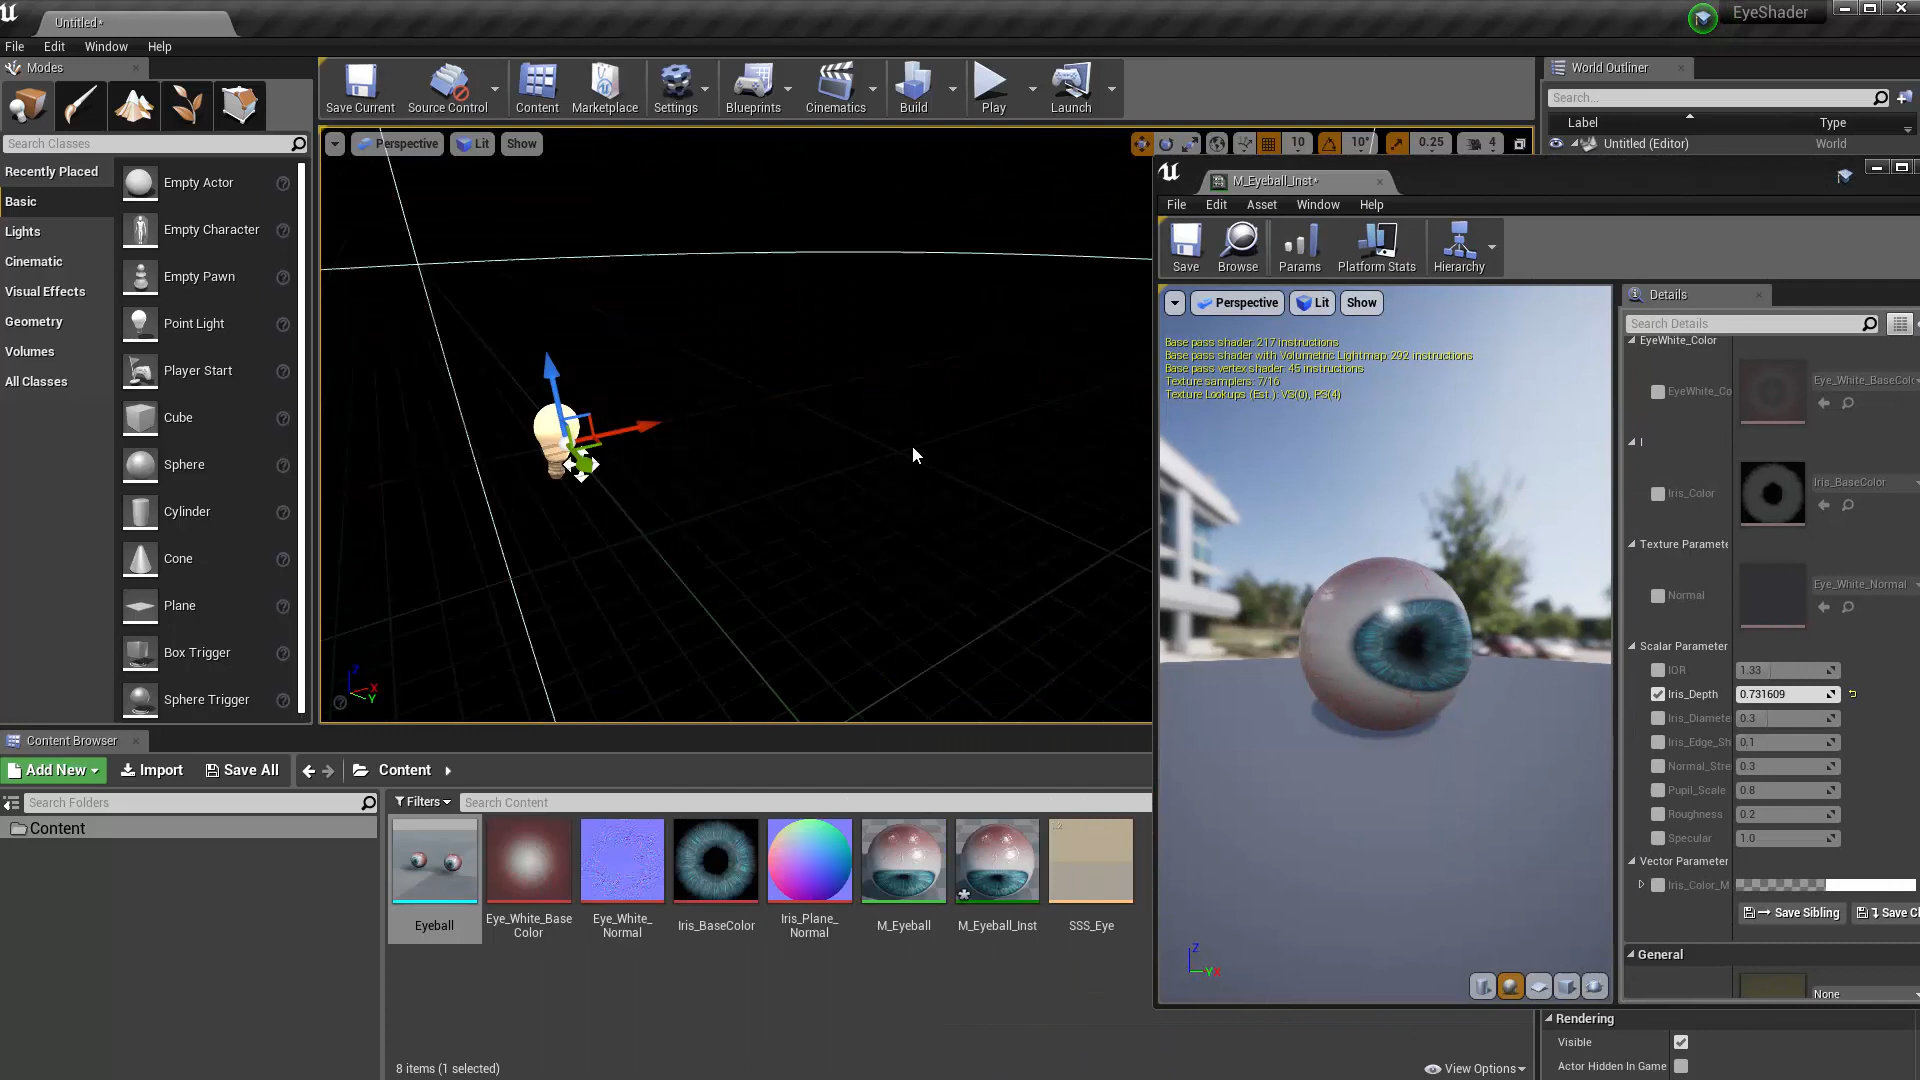 Untitled*
EyeShader
File Edit Window Help
Modes
World Outliner
Save Current
Source Control
Content
Marketplace
Settings
Blueprints
Cinematics
Build
Play
Launch
Search...
Label
Type
Untitled (Editor)
World
Search Classes
Perspective
Lit
Show
10
10°
0.25
4
Recently Placed
Basic
Lights
Cinematic
Visual Effects
Geometry
Volumes
All Classes
Empty Actor
Empty Character
Empty Pawn
Point Light
Player Start
Cube
Sphere
Cylinder
Cone
Plane
Box Trigger
Sphere Trigger
Z
X
Y
M_Eyeball_Inst*
File Edit Asset Window Help
Save
Browse
Params
Platform Stats
Hierarchy
Perspective
Lit
Show
Base pass shader: 217 instructions
Base pass shader with Volumetric Lightmap: 292 instructions
Base pass vertex shader: 45 instructions
Texture samplers: 7/16
Texture Lookups (Est.): VS(0), PS(4)
Z
Details
Search Details
EyeWhite_Color
EyeWhite_Co
Eye_White_BaseColo
I
Iris_Color
Iris_BaseColor
Texture Paramete
Normal
Eye_White_Normal
Scalar Parameter
IOR 1.33
Iris_Depth 0.731609
Iris_Diamete 0.3
Iris_Edge_Sh 0.1
Normal_Stre 0.3
Pupil_Scale 0.8
Roughness 0.2
Specular 1.0
Vector Parameter
Iris_Color_M
Save Sibling
Save Ch
General
None
Rendering
Visible
Actor Hidden In Game
Content Browser
Add New
Import
Save All
Content
Search Folders
Filters
Search Content
Content
Eyeball
Eye_White_Base
Color
Eye_White_
Normal
Iris_BaseColor
Iris_Plane_
Normal
M_Eyeball
M_Eyeball_Inst
SSS_Eye
8 items (1 selected)
View Options